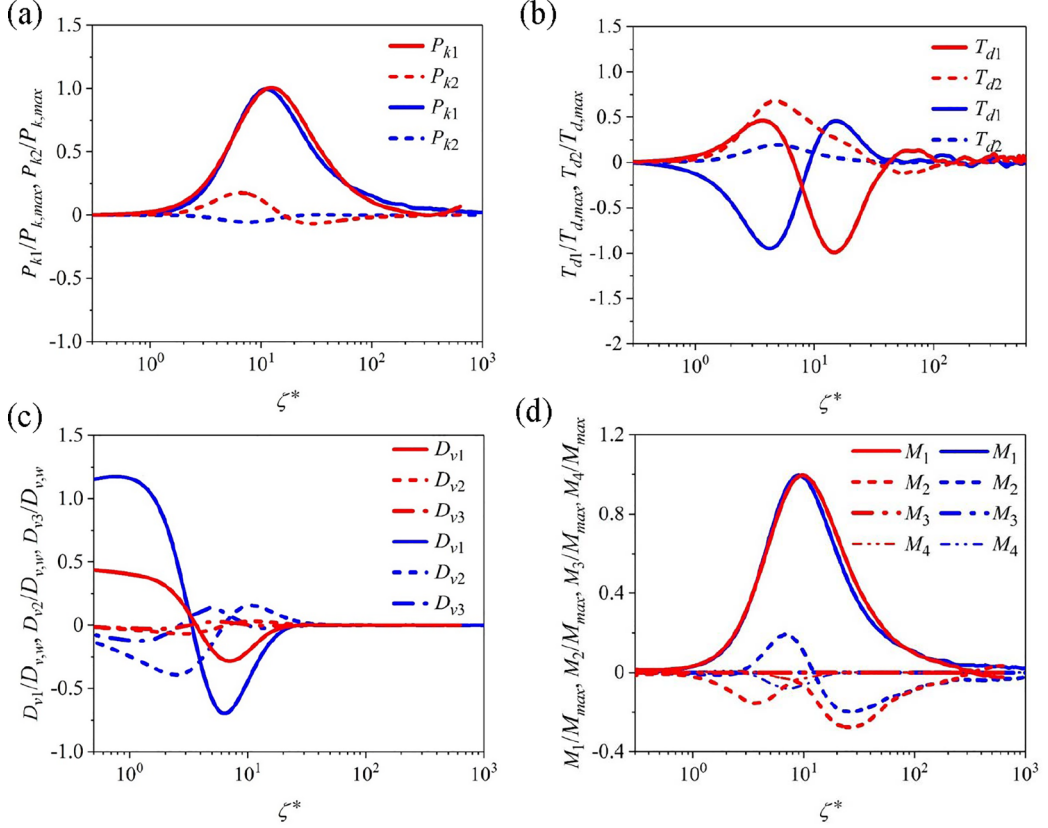 (a)
P_{k1}/P_{k,max}, P_{k2}/P_{k,max}
1.5
1.0
0.5
0
-0.5
-1.0
10^0
10^1
10^2
10^3
ζ*
P_{k1}
P_{k2}
P_{k1}
P_{k2}
(b)
T_{d1}/T_{d,max}, T_{d2}/T_{d,max}
1.5
1.0
0.5
0
-0.5
-1.0
-1.5
-2
10^0
10^1
10^2
ζ*
T_{d1}
T_{d2}
T_{d1}
T_{d2}
(c)
D_{v1}/D_{v,w}, D_{v2}/D_{v,w}, D_{v3}/D_{v,w}
1.5
1.0
0.5
0
-0.5
-1.0
10^0
10^1
10^2
10^3
ζ*
D_{v1}
D_{v2}
D_{v3}
D_{v1}
D_{v2}
D_{v3}
(d)
M_1/M_{max}, M_2/M_{max}, M_3/M_{max}, M_4/M_{max}
1.2
0.8
0.4
0
-0.4
10^0
10^1
10^2
10^3
ζ*
M_1 M_1
M_2 M_2
M_3 M_3
M_4 M_4